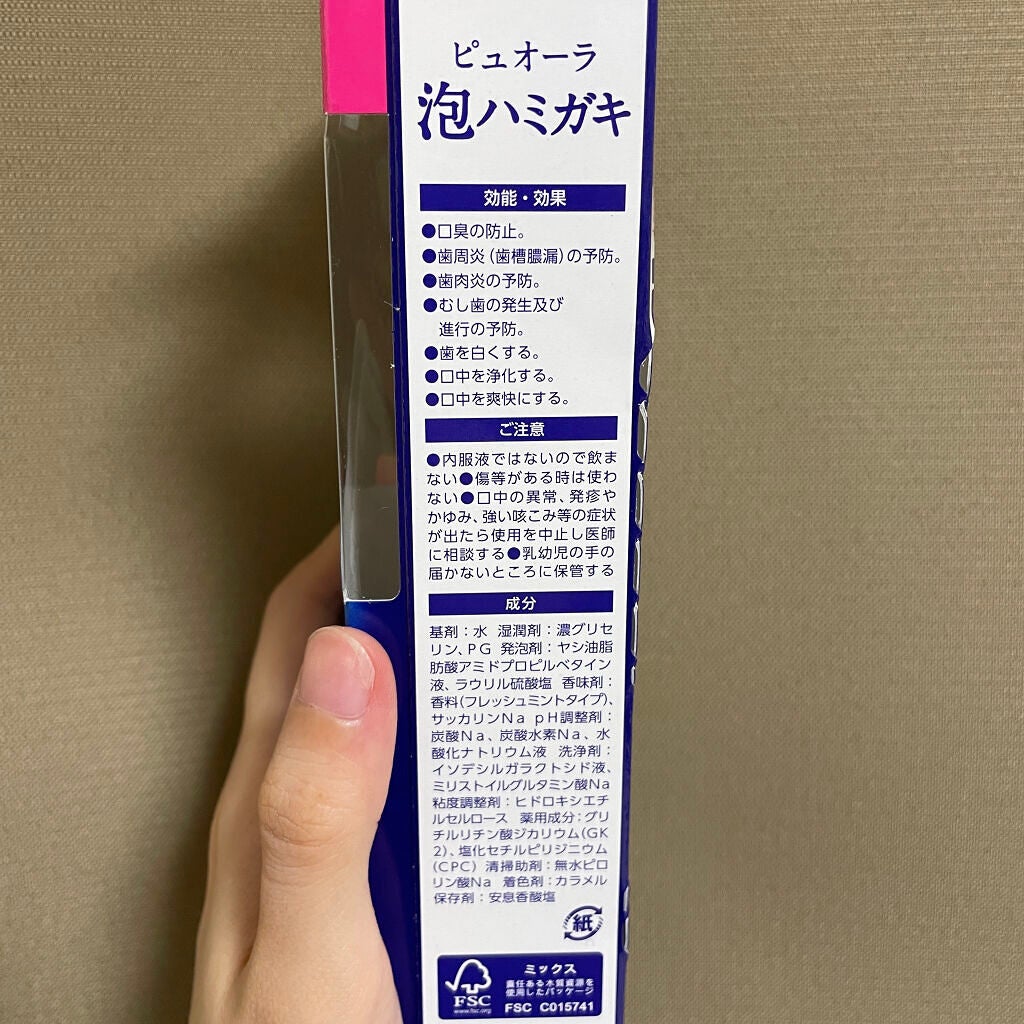 ピュオーラ
泡ハミガキ
効能・効果
●口臭の防止。
●歯周炎(歯槽膿漏)の予防。
●歯肉炎の予防。
●むし歯の発生及び
進行の予防。
●歯を白くする。
●口中を浄化する。
●口中を爽快にする。
ご注意
●内服液ではないので飲ま
ない●傷等がある時は使わ
ない●口中の異常、発疹や
かゆみ、強い咳こみ等の症状
が出たら使用を中止し医師
に相談する●乳幼児の手の
届かないところに保管する
成分
基剤:水 湿潤剤:濃グリセ
リン、PG 発泡剤:ヤシ油脂
肪酸アミドプロピルベタイン
液、ラウリル硫酸塩 香味剤:
香料(フレッシュミントタイプ)、
サッカリンNa pH調整剤:
炭酸Na、炭酸水素Na、水
酸化ナトリウム液 洗浄剤:
イソデシルガラクトシド液、
ミリストイルグルタミン酸Na
粘度調整剤:ヒドロキシエチ
ルセルロース 薬用成分:グリ
チルリチン酸ジカリウム(GK
2)、塩化セチルピリジニウム
(CPC) 清掃助剤:無水ピロ
リン酸Na 着色剤:カラメル
保存剤:安息香酸塩
紙
FSC
www.fsc.org
ミックス
責任ある木質資源を
使用したパッケージ
FSC C015741